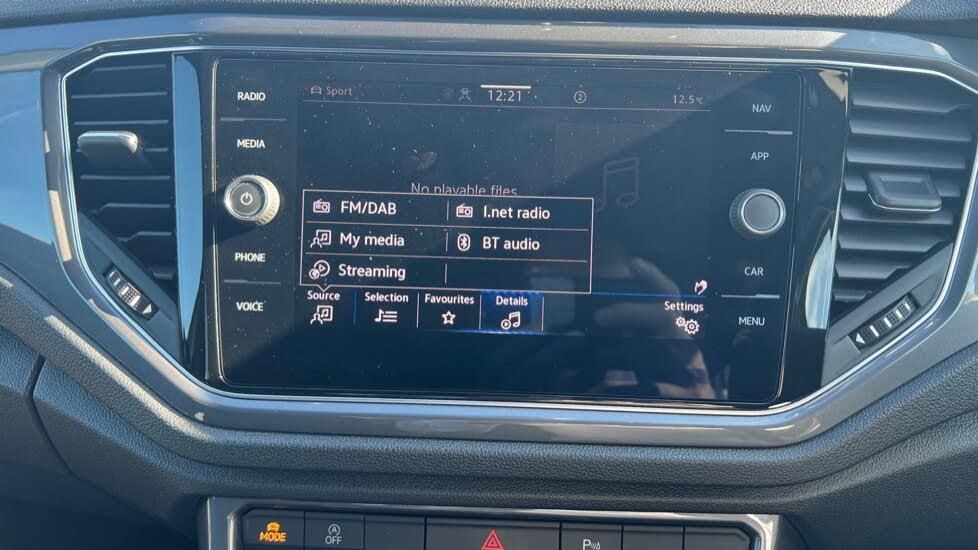 RADIO
MEDIA
PHONE
VOICE
Sport
12:21
2
12.5°C
No playable files
FM/DAB
I.net radio
My media
BT audio
Streaming
Source
Selection
Favourites
Details
Settings
NAV
APP
CAR
MENU
MODE
A OFF
P